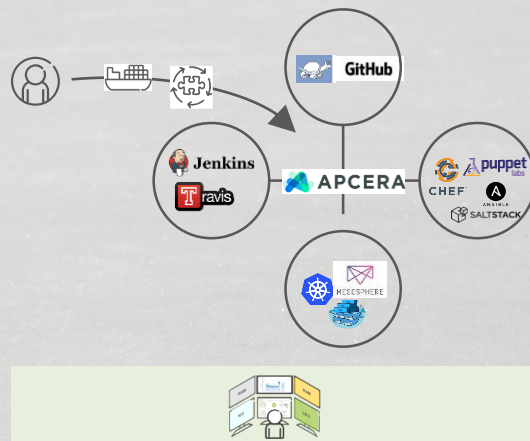 GitHub
Jenkins
Travis
APCERA
puppet
labs
CHEF
ANSIBLE
SALTSTACK
MESOSPHERE